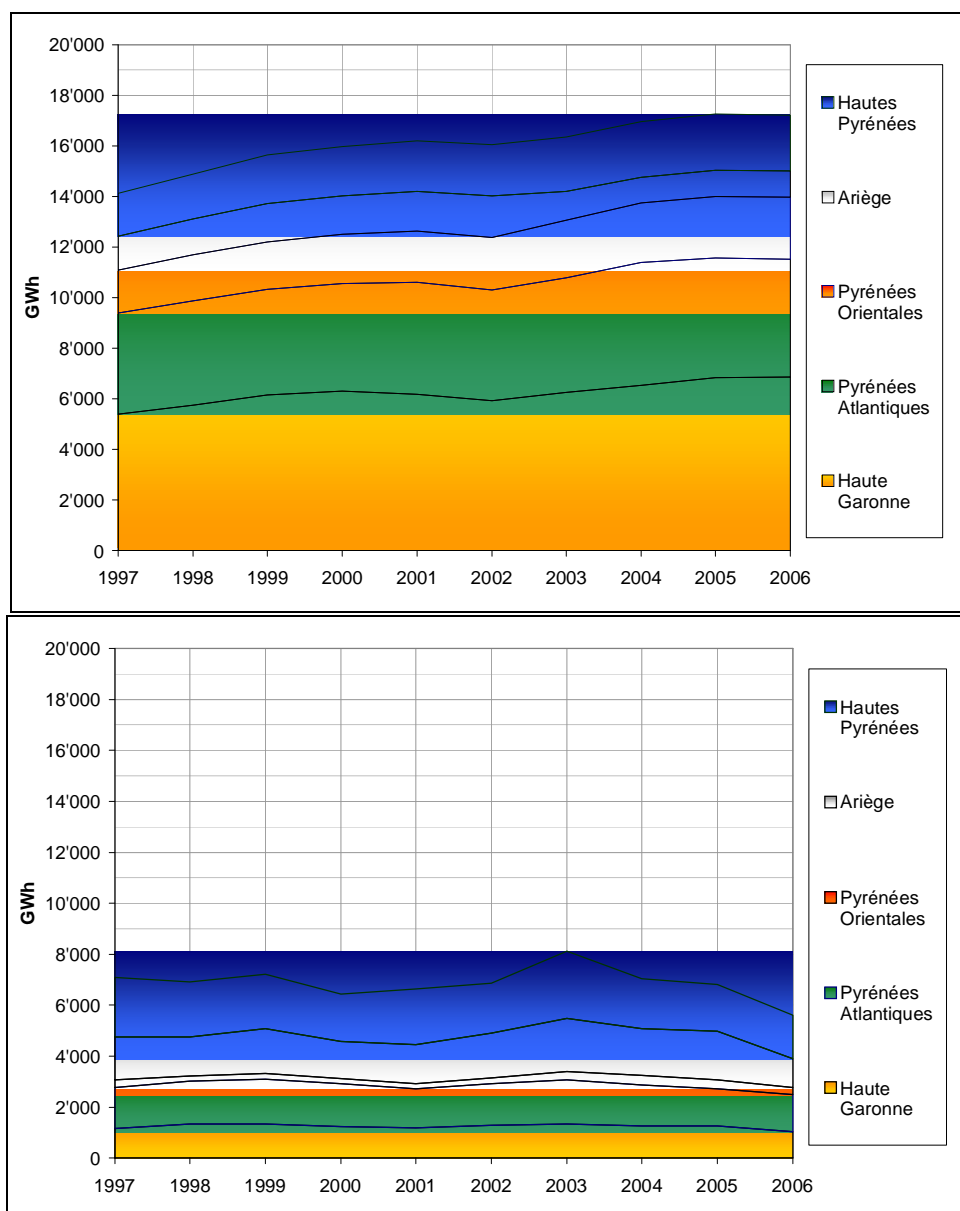 20'000
18'000
16'000
14'000
12'000
10'000
8'000
6'000
4'000
2'000
0
GWh
1997 1998 1999 2000 2001 2002 2003 2004 2005 2006
Hautes
Pyrénées
Ariège
Pyrénées
Orientales
Pyrénées
Atlantiques
Haute
Garonne
20'000
18'000
16'000
14'000
12'000
10'000
8'000
6'000
4'000
2'000
0
GWh
1997 1998 1999 2000 2001 2002 2003 2004 2005 2006
Hautes
Pyrénées
Ariège
Pyrénées
Orientales
Pyrénées
Atlantiques
Haute
Garonne